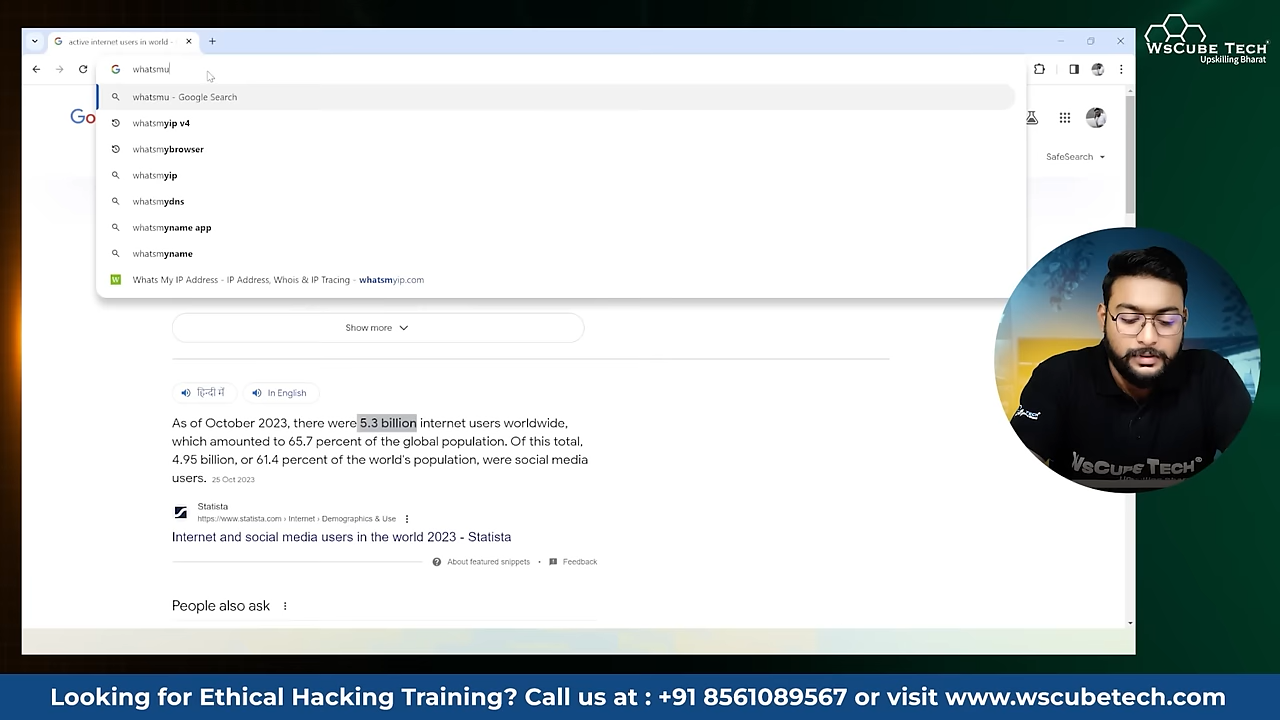 active internet users in world -
WsCube Tech®
Upskilling Bharat
whatsmu
whatsmu - Google Search
whatsmyip v4
whatsmybrowser
whatsmyip
whatsmydns
whatsmyname app
whatsmyname
Whats My IP Address - IP Address, Whois & IP Tracing - whatsmyip.com
Go
SafeSearch
Show more
हिन्दी में
In English
As of October 2023, there were 5.3 billion internet users worldwide,
which amounted to 65.7 percent of the global population. Of this total,
4.95 billion, or 61.4 percent of the world's population, were social media
users. 25 Oct 2023
Statista
https://www.statista.com › Internet › Demographics & Use
Internet and social media users in the world 2023 - Statista
About featured snippets • Feedback
People also ask
WsCube Tech®
Looking for Ethical Hacking Training? Call us at : +91 8561089567 or visit www.wscubetech.com